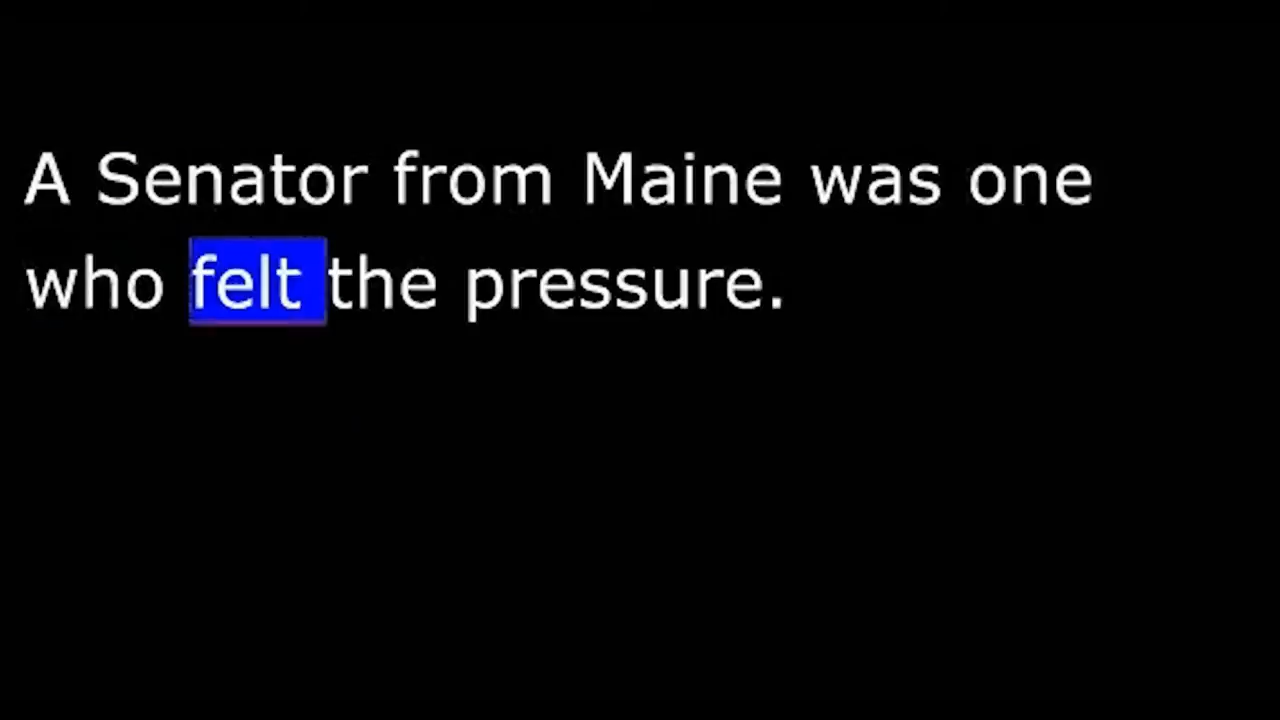 A Senator from Maine was one
who felt the pressure.